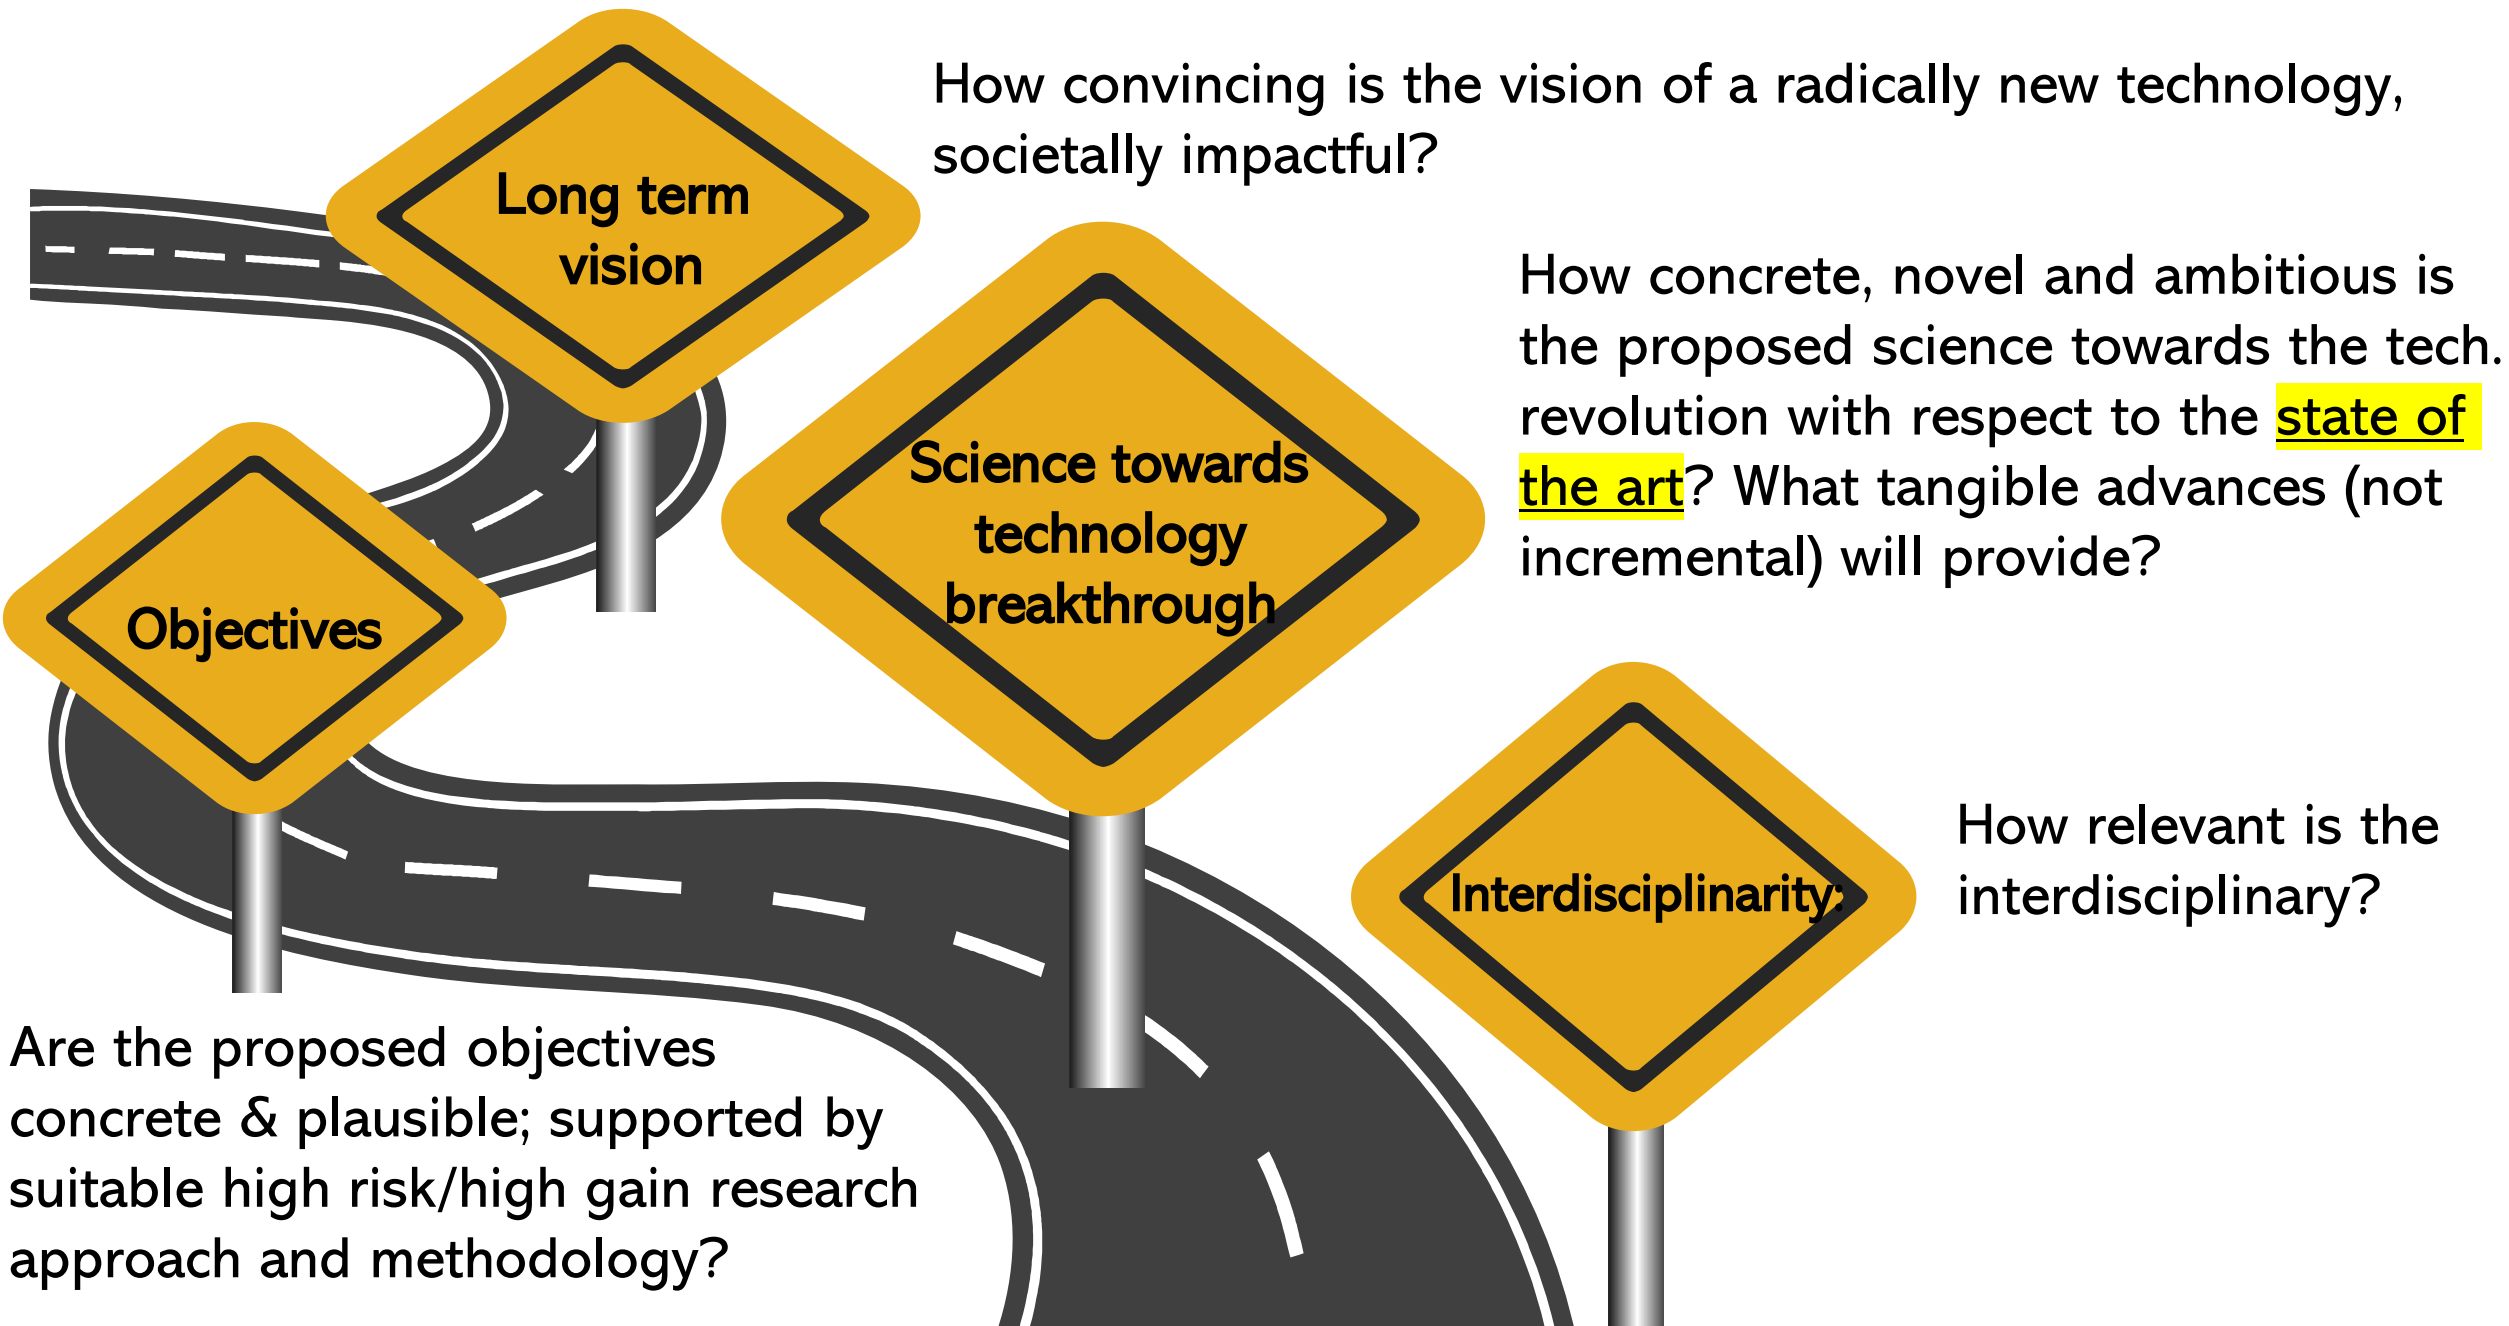 Long term
vision
How convincing is the vision of a radically new technology,
societally impactful?
Science towards
technology
breakthrough
How concrete, novel and ambitious is
the proposed science towards the tech.
revolution with respect to the state of
the art? What tangible advances (not
incremental) will provide?
Objectives
Are the proposed objectives
concrete & plausible; supported by
suitable high risk/high gain research
approach and methodology?
Interdisciplinarity:
How relevant is the
interdisciplinary?